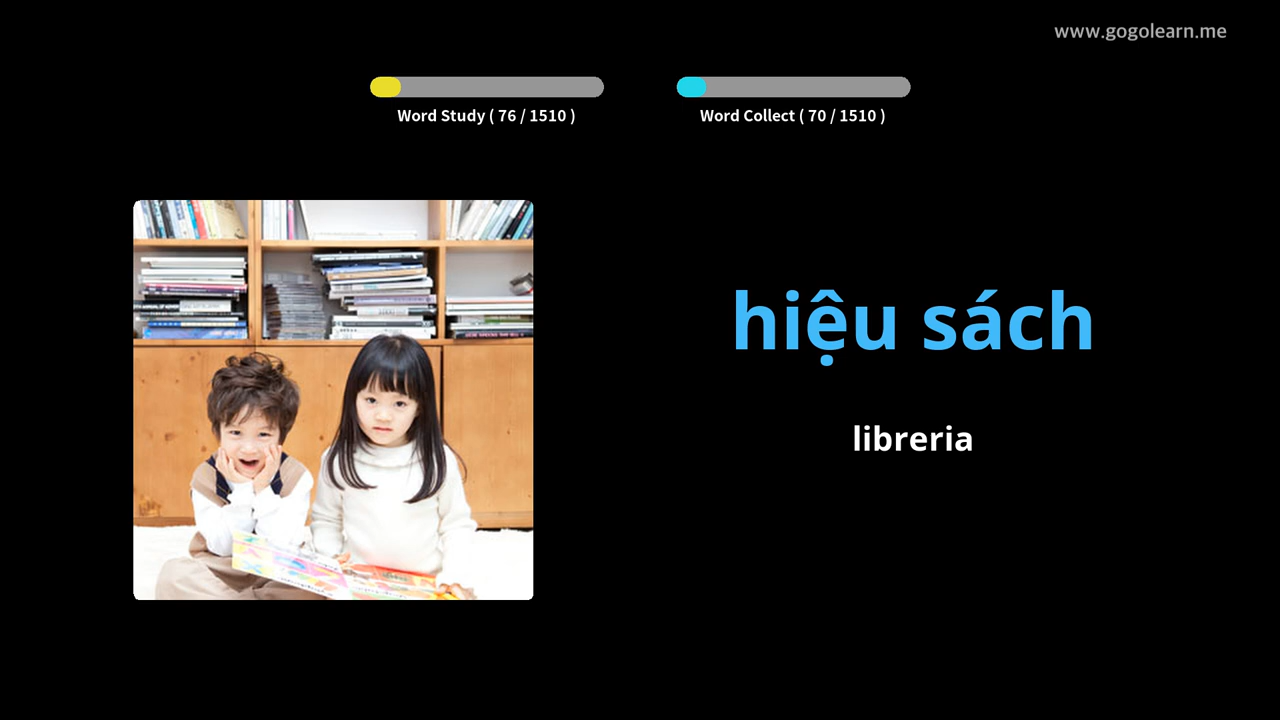 www.gogolearn.me
Word Study ( 76 / 1510 )
Word Collect ( 70 / 1510 )
hiệu sách
libreria